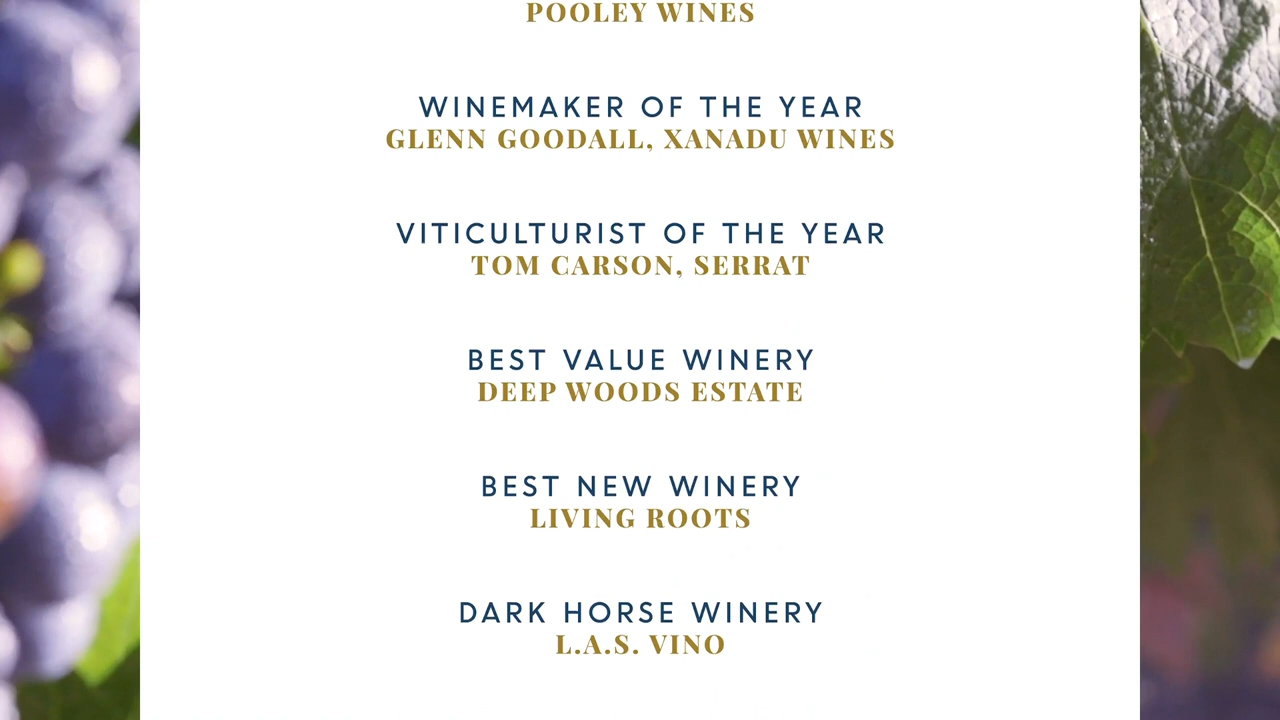 POOLEY WINES
WINEMAKER OF THE YEAR
GLENN GOODALL, XANADU WINES
VITICULTURIST OF THE YEAR
TOM CARSON, SERRAT
BEST VALUE WINERY
DEEP WOODS ESTATE
BEST NEW WINERY
LIVING ROOTS
DARK HORSE WINERY
L.A.S. VINO